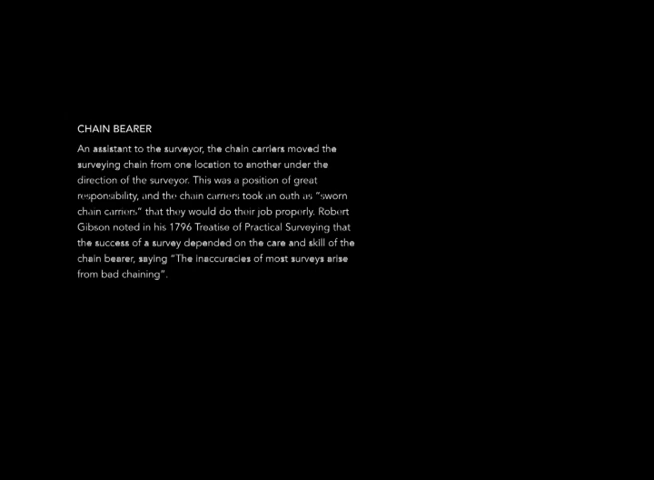 CHAIN BEARER
An assistant to the surveyor, the chain carriers moved the
surveying chain from one location to another under the
direction of the surveyor. This was a position of great
responsibility, and the chain carriers took an oath as "sworn
chain carriers" that they would do their job properly. Robert
Gibson noted in his 1796 Treatise of Practical Surveying that
the success of a survey depended on the care and skill of the
chain bearer, saying "The inaccuracies of most surveys arise
from bad chaining".